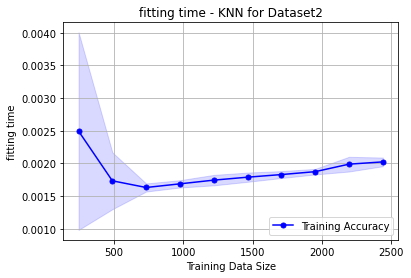 fitting time - KNN for Dataset2
0.0040
0.0035
0.0030
0.0025
0.0020
0.0015
0.0010
fitting time
Training Accuracy
500 1000 1500 2000 2500
Training Data Size